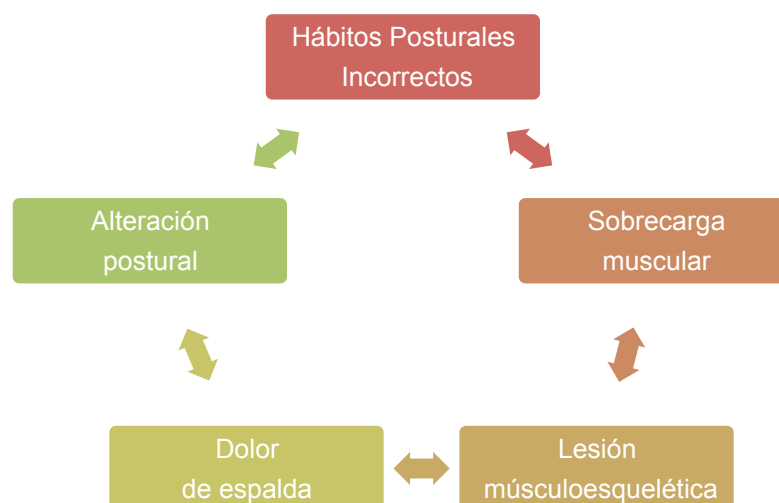 Hábitos Posturales
Incorrectos
Alteración
postural
Sobrecarga
muscular
Dolor
de espalda
Lesión
músculoesquelética